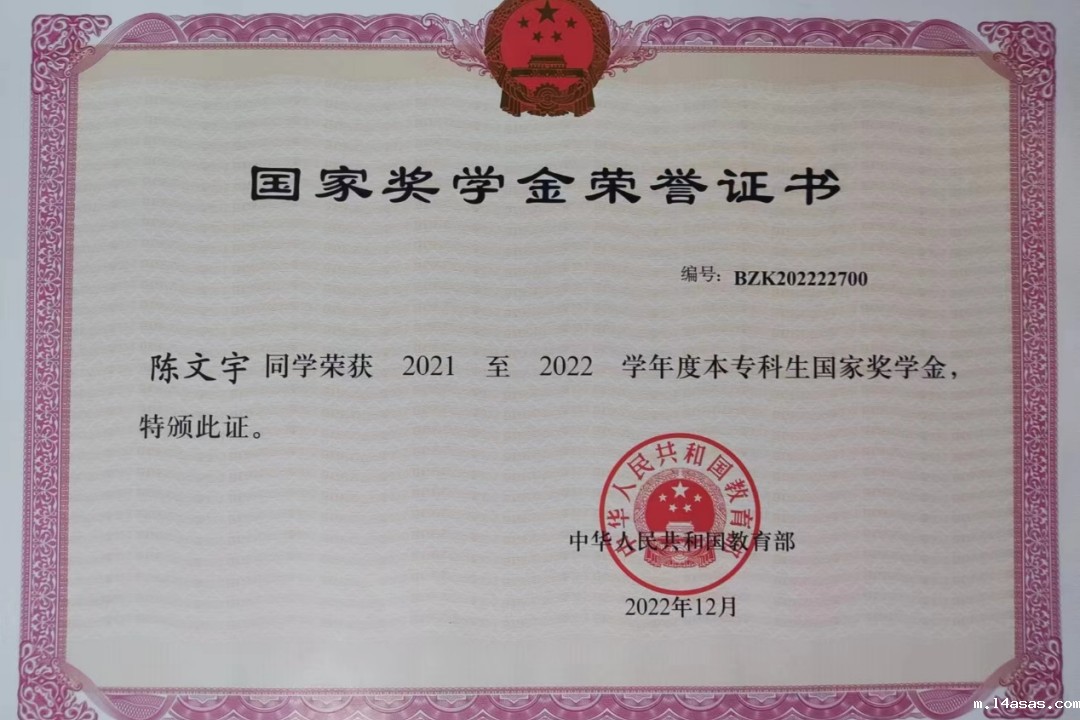 国家奖学金荣誉证书
编号：BZK202222700
陈文宇 同学荣获 2021 至 2022 学年度本专科生国家奖学金，
特颁此证。
中华人民共和国教育部
中华人民共和国教育部
2022年12月
m.14asas.com